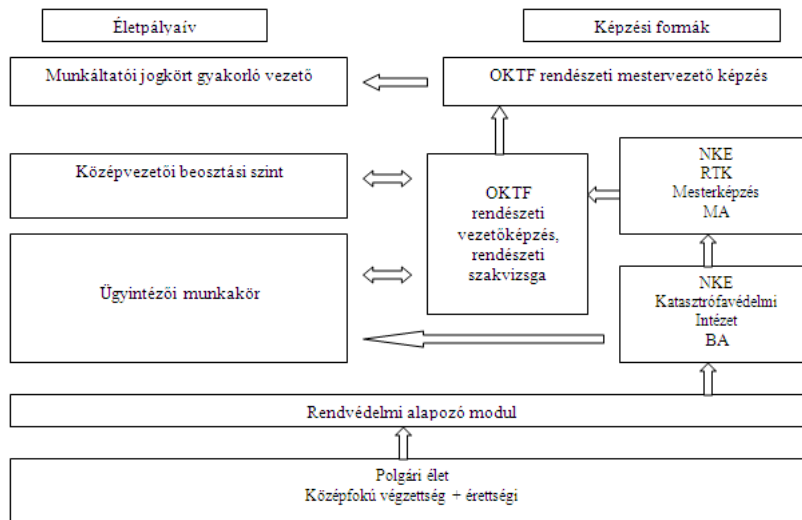 Életpályaív
Képzési formák
Munkáltatói jogkört gyakorló vezető
OKTF rendészeti mestervezető képzés
Középvezetői beosztási szint
OKTF
rendészeti
vezetőképzés,
rendészeti
szakvizsga
NKE
RTK
Mesterképzés
MA
Ügyintézői munkakör
NKE
Katasztrófavédelmi
Intézet
BA
Rendvédelmi alapozó modul
Polgári élet
Középfokú végzettség + érettségi